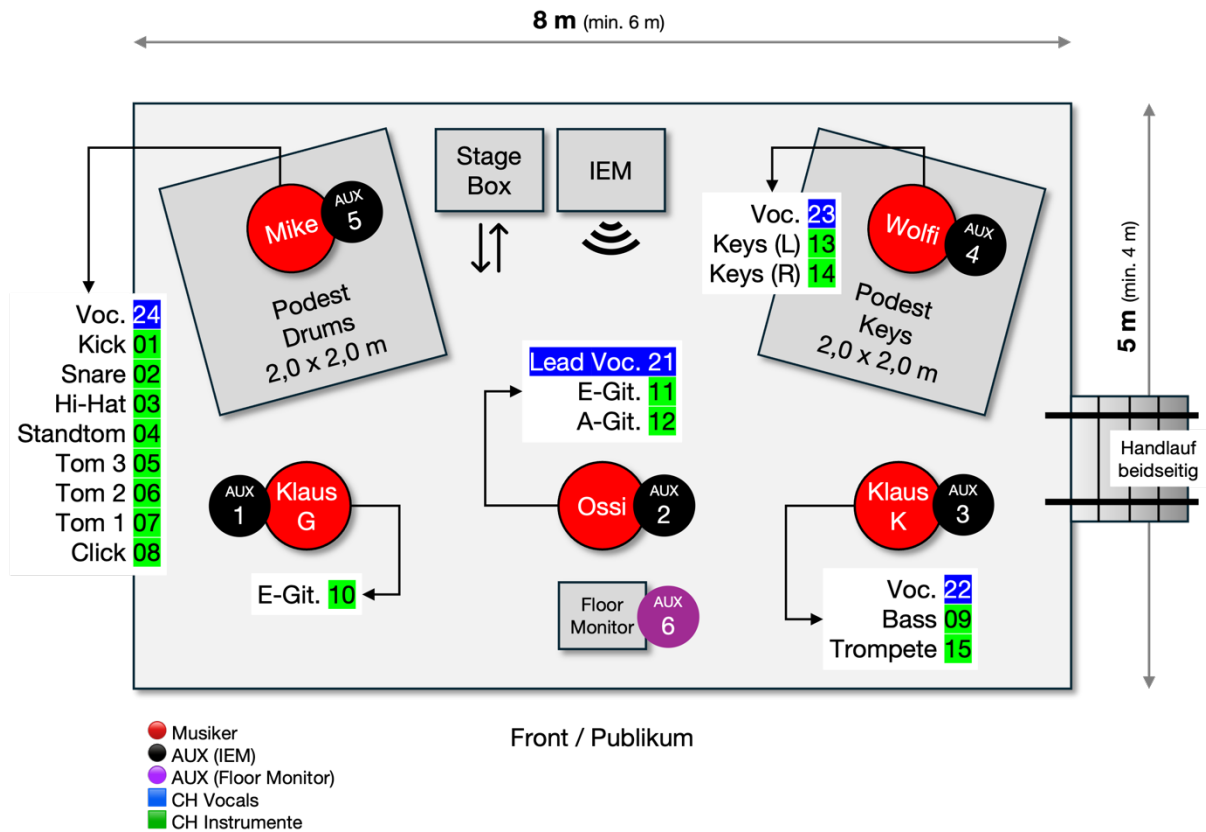 8 m (min. 6 m)
Stage
Box
IEM
Mike
AUX
5
Podest
Drums
2,0 x 2,0 m
Voc. 23
Keys (L) 13
Keys (R) 14
Wolfi
AUX
4
Podest
Keys
2,0 x 2,0 m
5 m (min. 4 m)
Voc. 24
Kick 01
Snare 02
Hi-Hat 03
Standtom 04
Tom 3 05
Tom 2 06
Tom 1 07
Click 08
Lead Voc. 21
E-Git. 11
A-Git. 12
Handlauf
beidseitig
AUX
1
Klaus
G
E-Git. 10
Ossi
AUX
2
Klaus
K
AUX
3
Floor
Monitor
AUX
6
Voc. 22
Bass 09
Trompete 15
Front / Publikum
Musiker
AUX (IEM)
AUX (Floor Monitor)
CH Vocals
CH Instrumente